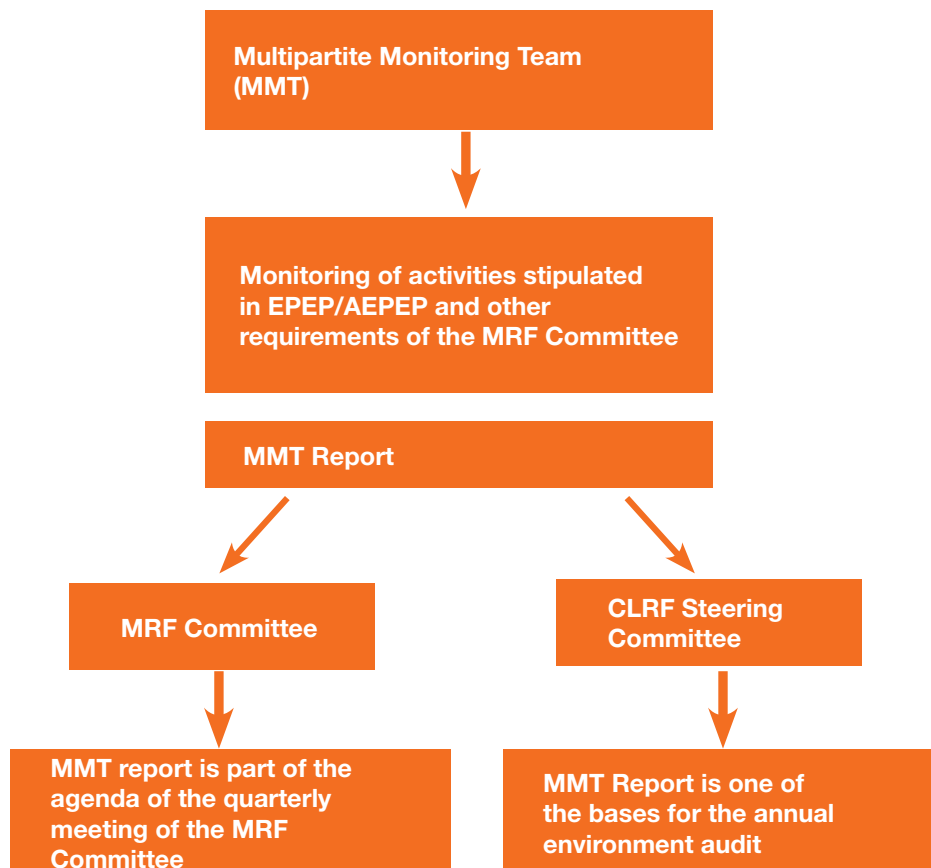 Multipartite Monitoring Team
(MMT)
Monitoring of activities stipulated
in EPEP/AEPEP and other
requirements of the MRF Committee
MMT Report
MRF Committee
CLRF Steering
Committee
MMT report is part of the
agenda of the quarterly
meeting of the MRF
Committee
MMT Report is one of
the bases for the annual
environment audit